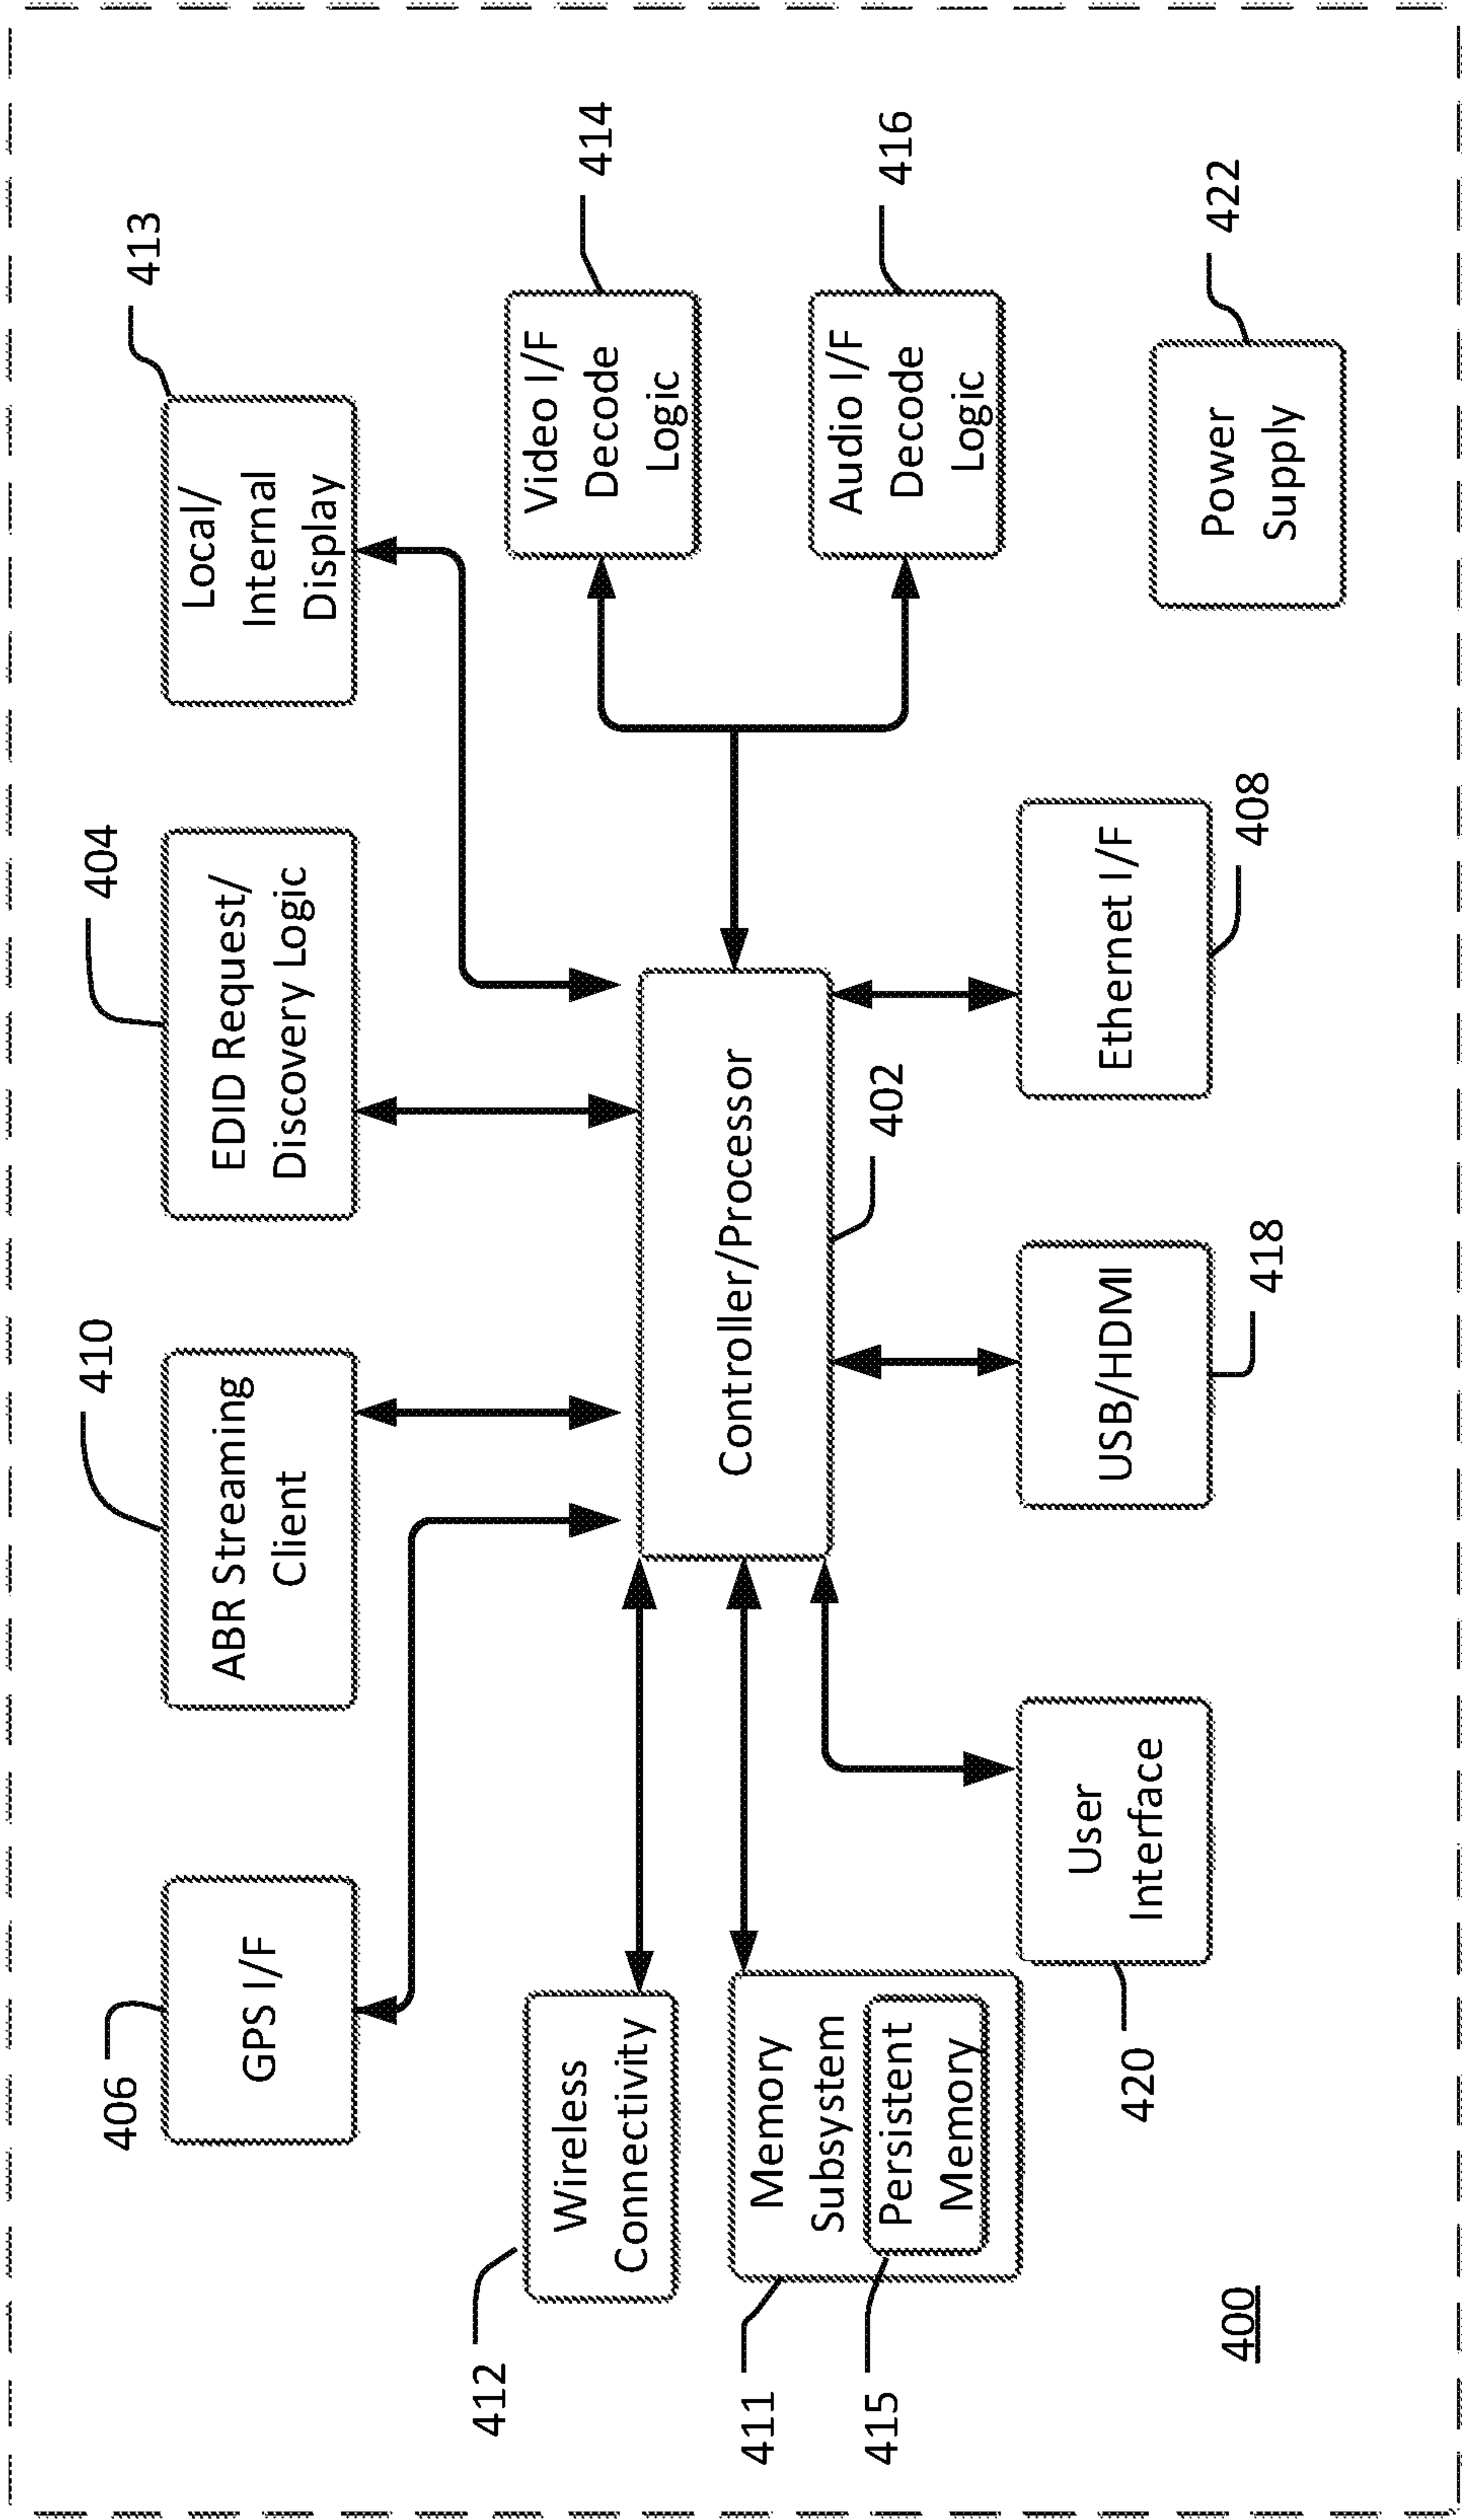 406
GPS I/F
410
ABR Streaming
Client
404
EDID Request/
Discovery Logic
413
Local/
Internal
Display
412
Wireless
Connectivity
411
Memory
Subsystem
415
Persistent
Memory
Controller/Processor
402
Video I/F
Decode
Logic
414
Audio I/F
Decode
Logic
416
420
User
Interface
USB/HDMI
418
Ethernet I/F
408
Power
Supply
422
400